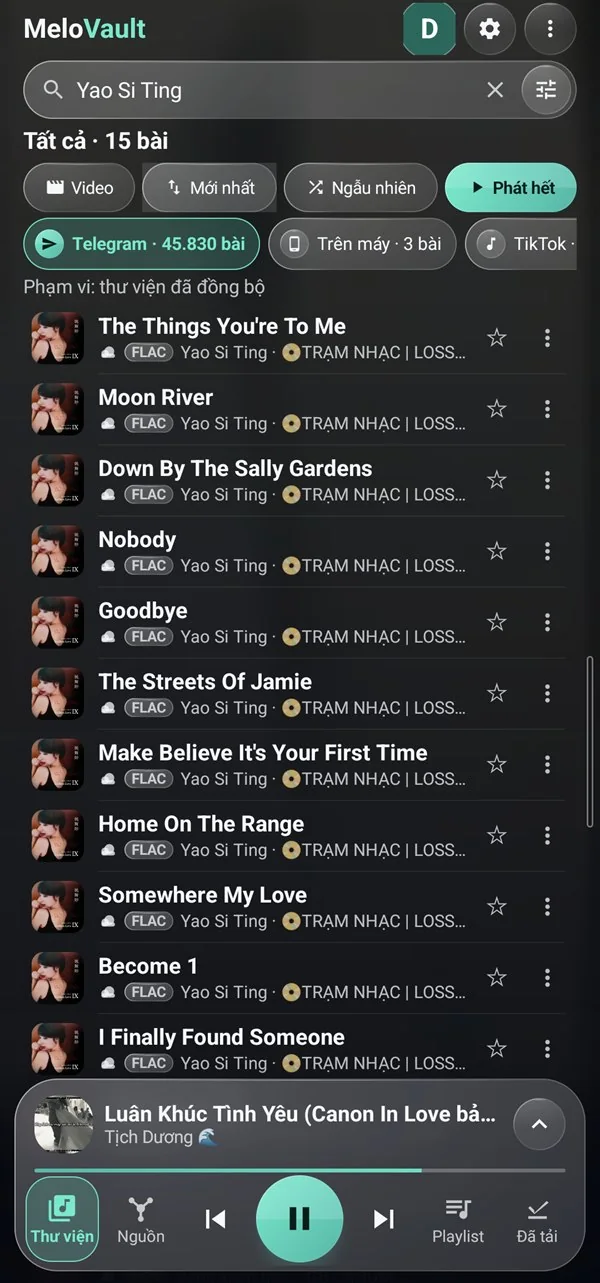 MeloVault
D
Yao Si Ting
Tất cả · 15 bài
Video
Mới nhất
Ngẫu nhiên
Phát hết
Telegram · 45.830 bài
Trên máy · 3 bài
TikTok ·
Phạm vi: thư viện đã đồng bộ
The Things You're To Me
FLAC Yao Si Ting · 📀TRẠM NHẠC | LOSS...
Moon River
FLAC Yao Si Ting · 📀TRẠM NHẠC | LOSS...
Down By The Sally Gardens
FLAC Yao Si Ting · 📀TRẠM NHẠC | LOSS...
Nobody
FLAC Yao Si Ting · 📀TRẠM NHẠC | LOSS...
Goodbye
FLAC Yao Si Ting · 📀TRẠM NHẠC | LOSS...
The Streets Of Jamie
FLAC Yao Si Ting · 📀TRẠM NHẠC | LOSS...
Make Believe It's Your First Time
FLAC Yao Si Ting · 📀TRẠM NHẠC | LOSS...
Home On The Range
FLAC Yao Si Ting · 📀TRẠM NHẠC | LOSS...
Somewhere My Love
FLAC Yao Si Ting · 📀TRẠM NHẠC | LOSS...
Become 1
FLAC Yao Si Ting · 📀TRẠM NHẠC | LOSS...
I Finally Found Someone
FLAC Yao Si Ting · 📀TRẠM NHẠC | LOSS...
Luân Khúc Tình Yêu (Canon In Love bả...
Tịch Dương 🌊
Thư viện
Nguồn
Playlist
Đã tải